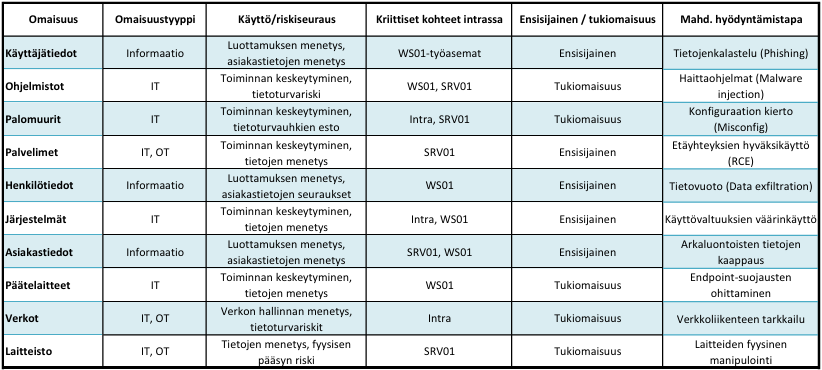 Omaisuus Omaisuustyyppi Käyttö/riskiseuraus Kriittiset kohteet intrassa Ensisijainen / tukiomaisuus Mahd. hyödyntämistapa
Käyttäjätiedot Informaatio Luottamuksen menetys, asiakastietojen menetys WS01-työasemat Ensisijainen Tietojenkalastelu (Phishing)
Ohjelmistot IT Toiminnan keskeytyminen, tietoturvariski WS01, SRV01 Tukiomaisuus Haittaohjelmat (Malware injection)
Palomuurit IT Toiminnan keskeytyminen, tietoturvauhkien esto Intra, SRV01 Tukiomaisuus Konfiguraation kierto (Misconfig)
Palvelimet IT, OT Toiminnan keskeytyminen, tietojen menetys SRV01 Ensisijainen Etäyhteyksien hyväksikäyttö (RCE)
Henkilötiedot Informaatio Luottamuksen menetys, asiakastietojen seuraukset WS01 Ensisijainen Tietovuoto (Data exfiltration)
Järjestelmät IT Toiminnan keskeytyminen, tietojen menetys Intra, WS01 Ensisijainen Käyttövaltuuksien väärinkäyttö
Asiakastiedot Informaatio Luottamuksen menetys, asiakastietojen menetys SRV01, WS01 Ensisijainen Arkaluontoisten tietojen kaappaus
Päätelaitteet IT Toiminnan keskeytyminen, tietojen menetys WS01 Tukiomaisuus Endpoint-suojausten ohittaminen
Verkot IT, OT Verkon hallinnan menetys, tietoturvariskit Intra Tukiomaisuus Verkkoliikenteen tarkkailu
Laitteisto IT, OT Tietojen menetys, fyysisen pääsyn riski SRV01 Tukiomaisuus Laitteiden fyysinen manipulointi